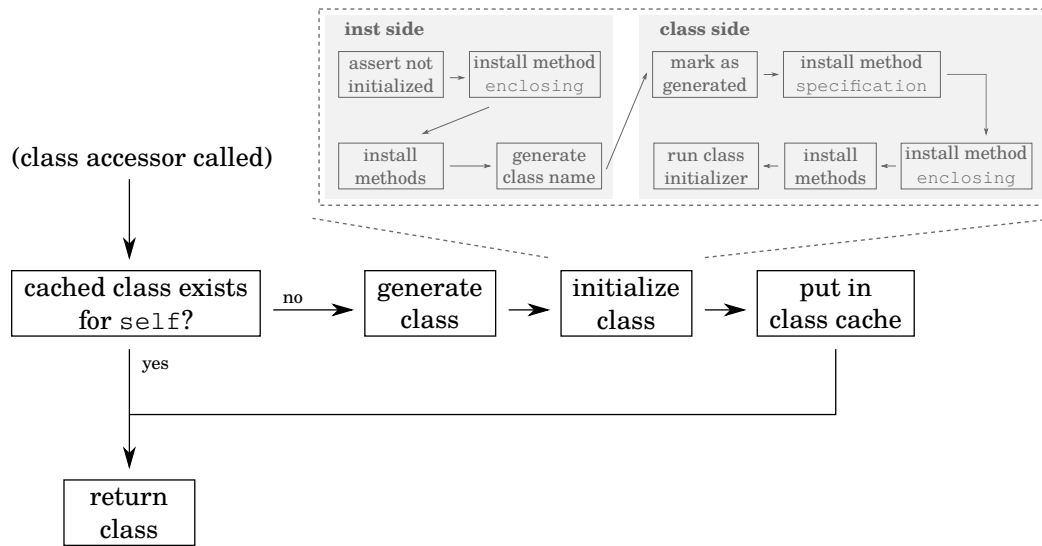 inst side
assert not
initialized
install method
enclosing
install
methods
generate
class name
class side
mark as
generated
install method
specification
run class
initializer
install
methods
install method
enclosing
(class accessor called)
cached class exists
for self?
no
generate
class
initialize
class
put in
class cache
yes
return
class